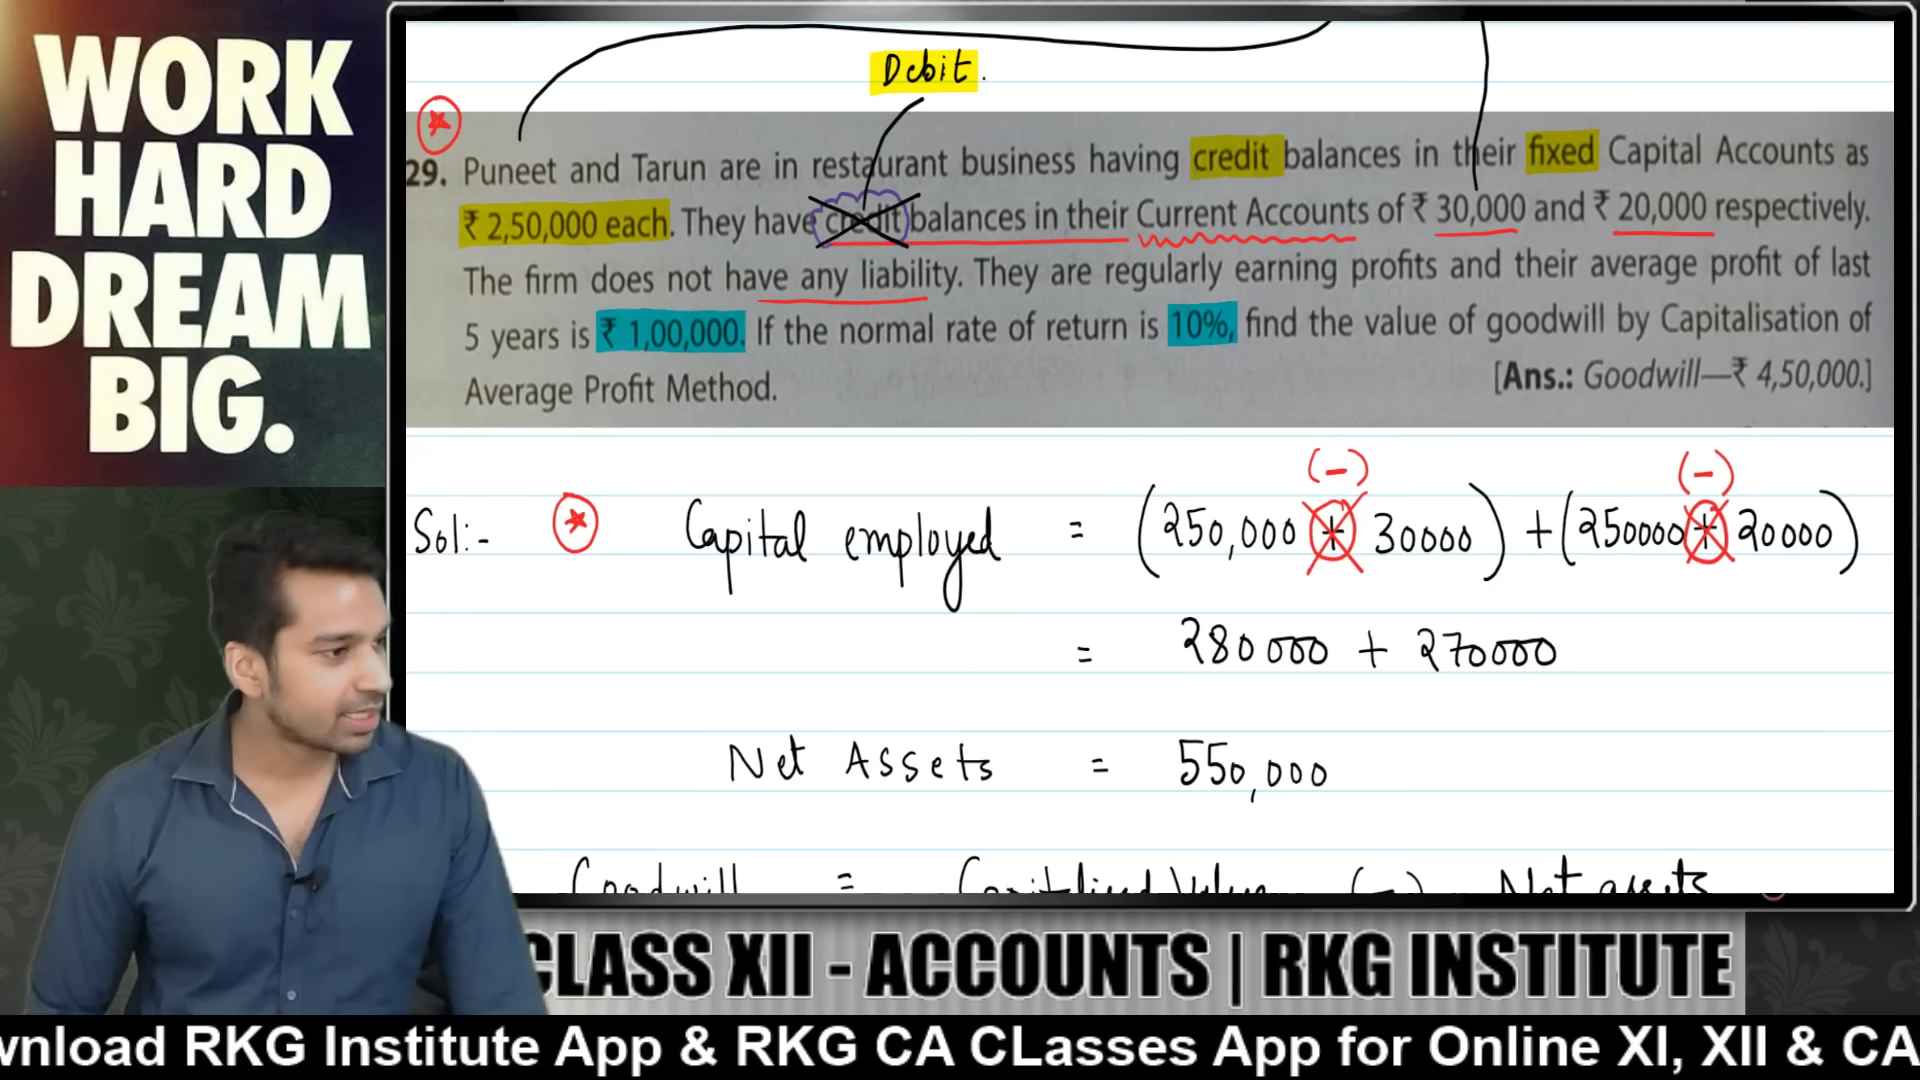 WORK
HARD
DREAM
BIG.
Debit.
29. Puneet and Tarun are in restaurant business having credit balances in their fixed Capital Accounts as
₹ 2,50,000 each. They have credit balances in their Current Accounts of ₹ 30,000 and ₹ 20,000 respectively.
The firm does not have any liability. They are regularly earning profits and their average profit of last
5 years is ₹ 1,00,000. If the normal rate of return is 10%, find the value of goodwill by Capitalisation of
Average Profit Method.
[Ans.: Goodwill—₹ 4,50,000.]
(-) (-)
Sol:- Capital employed = (250,000 + 30000) + (250000 + 20000)
= 280000 + 270000
Net Assets = 550,000
Goodwill = Capitalised Value (-) Net assets
CLASS XII - ACCOUNTS | RKG INSTITUTE
wnload RKG Institute App & RKG CA CLasses App for Online XI, XII & CA